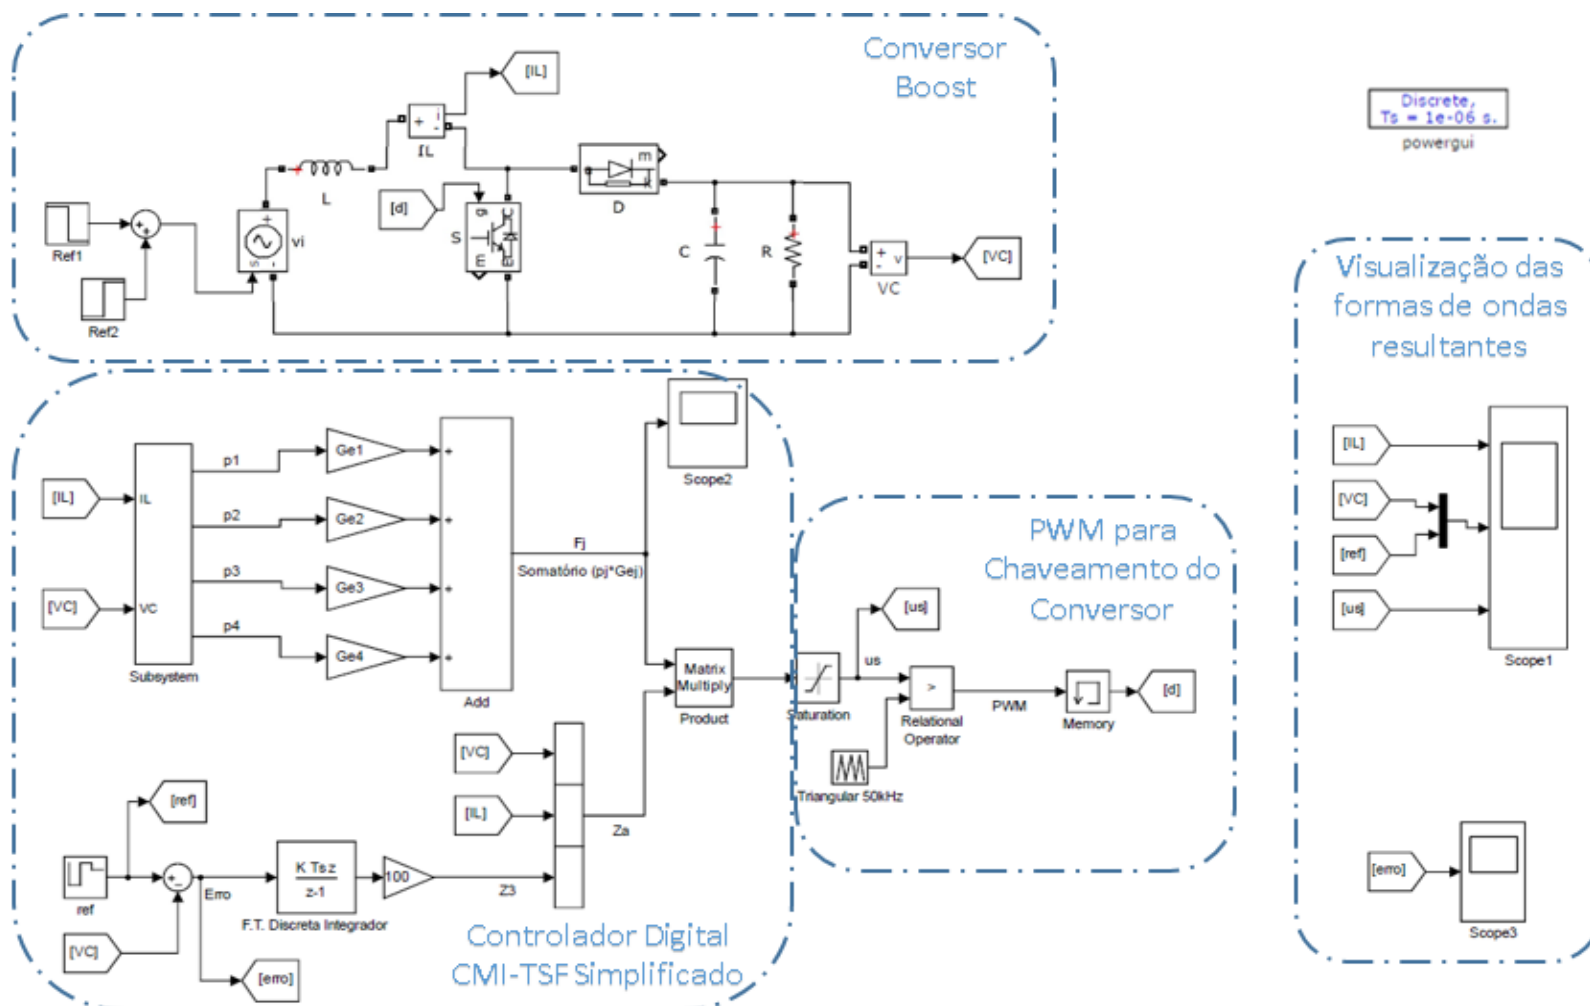 Conversor
Boost
[IL]
+
i
-
IL
L
[d]
g
C
S
m
E
m
k
D
Ref1
+
+
Ref2
+
vi
s
-
C
R
+
-
v
VC
[VC]
Discrete,
Ts = 1e-06 s.
powergui
[IL]
[VC]
IL
VC
Subsystem
p1
p2
p3
p4
Ge1
Ge2
Ge3
Ge4
+
+
+
+
Add
Fj
Somatório (pj*Gej)
Scope2
Matrix
Multiply
Product
[VC]
[IL]
Za
[ref]
ref
+
-
Erro
[VC]
[erro]
K Ts z
z-1
F.T. Discreta Integrador
100
Z3
Controlador Digital
CMI-TSF Simplificado
PWM para
Chaveamento do
Conversor
[us]
us
Saturation
>
Relational
Operator
Triangular 50kHz
PWM
Memory
[d]
Visualização das
formas de ondas
resultantes
[IL]
[VC]
[ref]
[us]
Scope1
[erro]
Scope3